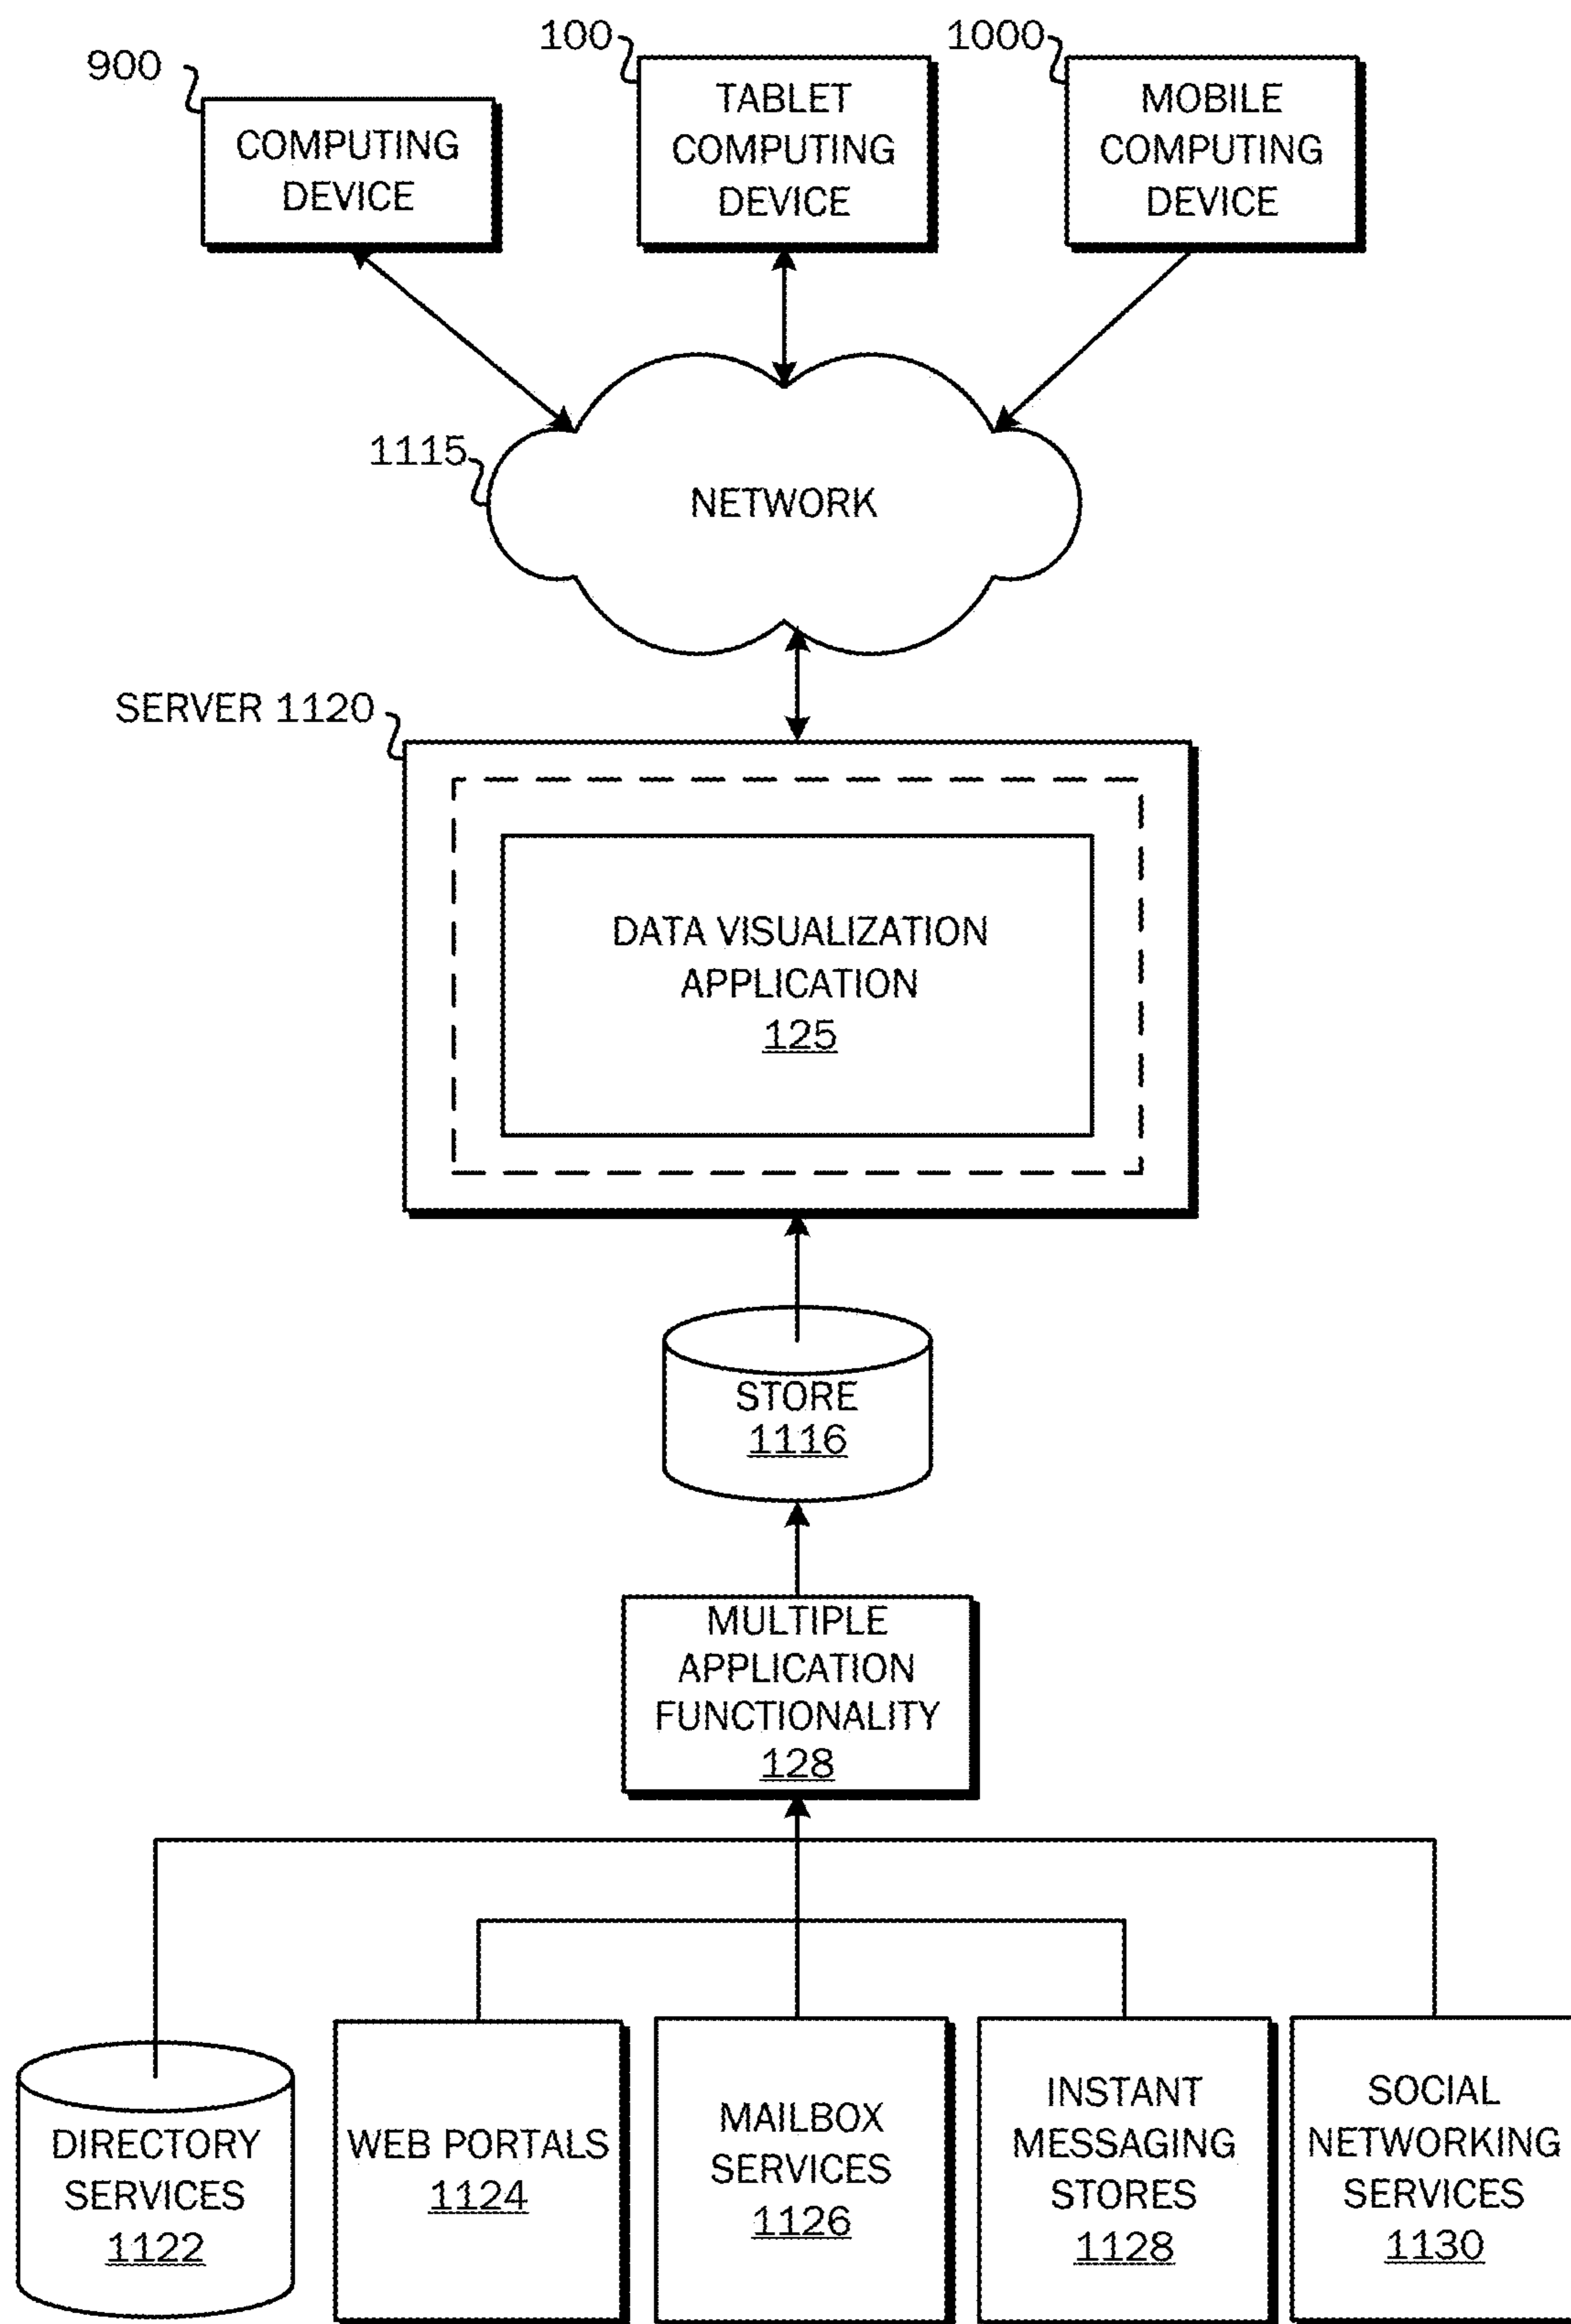 900
COMPUTING
DEVICE
100
TABLET
COMPUTING
DEVICE
1000
MOBILE
COMPUTING
DEVICE
1115
NETWORK
SERVER 1120
DATA VISUALIZATION
APPLICATION
125
STORE
1116
MULTIPLE
APPLICATION
FUNCTIONALITY
128
DIRECTORY
SERVICES
1122
WEB PORTALS
1124
MAILBOX
SERVICES
1126
INSTANT
MESSAGING
STORES
1128
SOCIAL
NETWORKING
SERVICES
1130